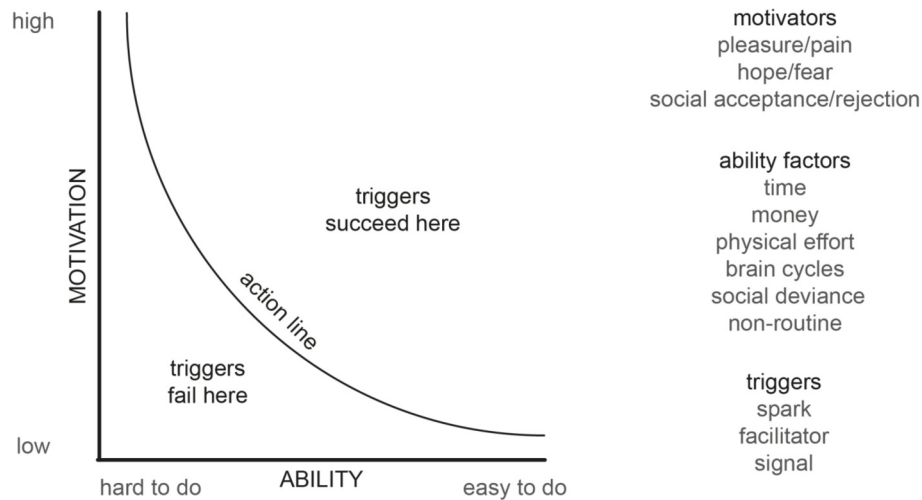 high
MOTIVATION
low
triggers
succeed here
action line
triggers
fail here
hard to do
ABILITY
easy to do
motivators
pleasure/pain
hope/fear
social acceptance/rejection
ability factors
time
money
physical effort
brain cycles
social deviance
non-routine
triggers
spark
facilitator
signal